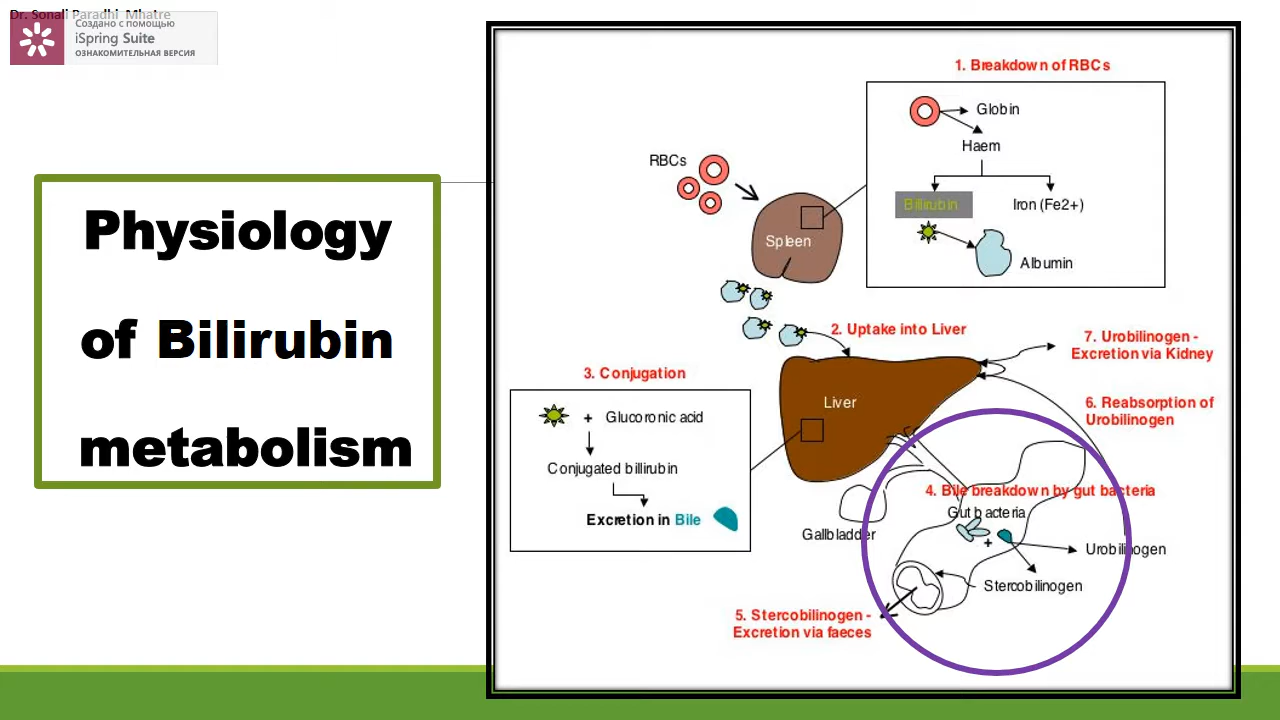 Dr. Sonali Paradhi Mhatre
Создано с помощью
iSpring Suite
ОЗНАКОМИТЕЛЬНАЯ ВЕРСИЯ
Physiology
of Bilirubin
metabolism
1. Breakdown of RBCs
Globin
Haem
Billirubin
Iron (Fe2+)
Albumin
RBCs
Spleen
2. Uptake into Liver
7. Urobilinogen -
Excretion via Kidney
3. Conjugation
+ Glucoronic acid
Conjugated billirubin
Excretion in Bile
Liver
6. Reabsorption of
Urobilinogen
4. Bile breakdown by gut bacteria
Gut bacteria
+
Gallbladder
Urobilinogen
Stercobilinogen
5. Stercobilinogen -
Excretion via faeces